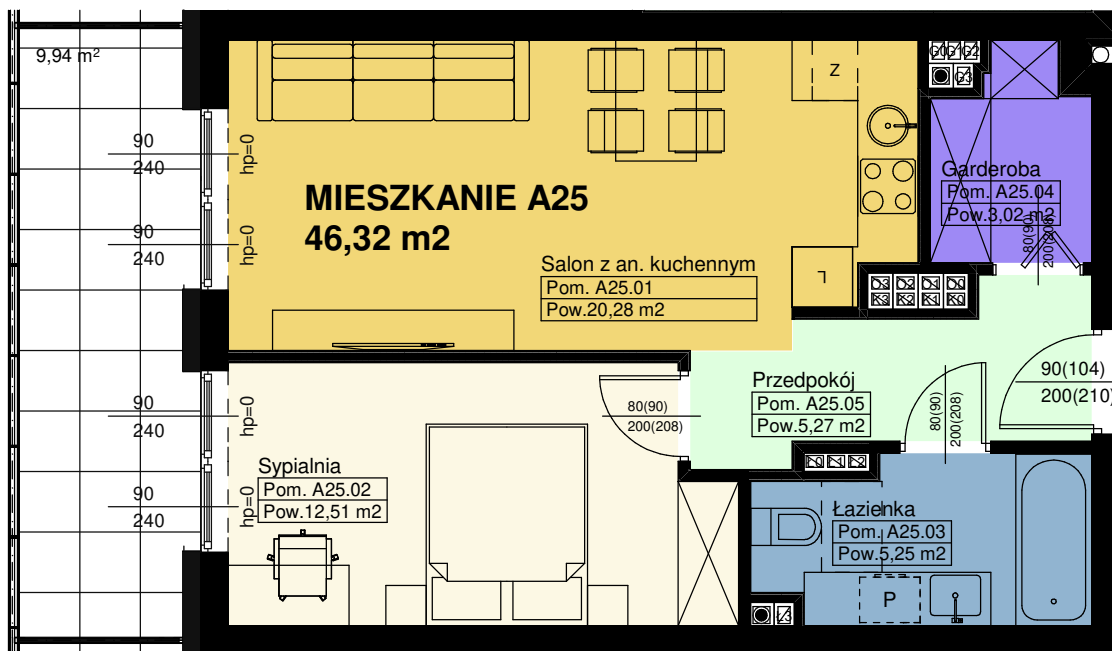 9,94 m²
90
240
hp=0
90
240
hp=0
MIESZKANIE A25
46,32 m2
Salon z an. kuchennym
Pom. A25.01
Pow.20,28 m2
Z
L
G0 G1 G2
G3
Garderoba
Pom. A25.04
Pow.3,02 m2
80(90)
200(208)
Przedpokój
Pom. A25.05
Pow.5,27 m2
90(104)
200(210)
80(90)
200(208)
80(90)
200(208)
90
240
hp=0
90
240
hp=0
Sypialnia
Pom. A25.02
Pow.12,51 m2
Łazienka
Pom. A25.03
Pow.5,25 m2
P